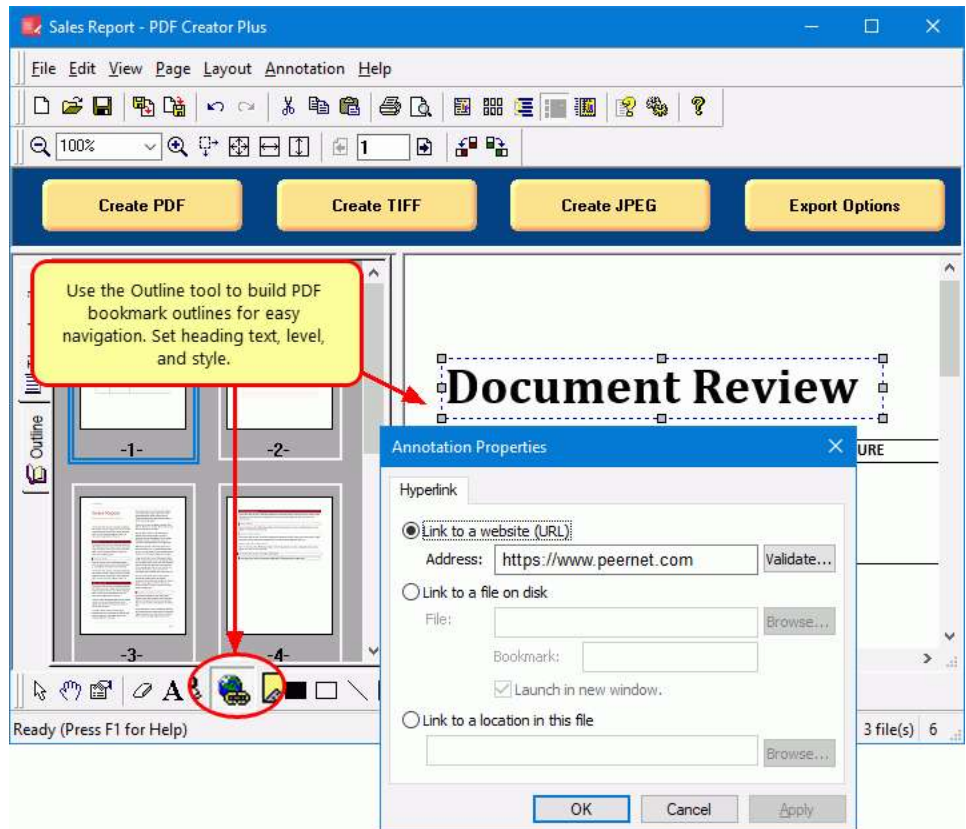 Sales Report - PDF Creator Plus
File Edit View Page Layout Annotation Help
100%
1
Create PDF
Create TIFF
Create JPEG
Export Options
Use the Outline tool to build PDF
bookmark outlines for easy
navigation. Set heading text, level,
and style.
Outline
-1-
-2-
-3-
-4-
Document Review
URE
Annotation Properties
Hyperlink
Link to a website (URL)
Address: https://www.peernet.com Validate...
Link to a file on disk
File: Browse...
Bookmark:
Launch in new window.
Link to a location in this file
Browse...
OK Cancel Apply
Ready (Press F1 for Help)
3 file(s) 6